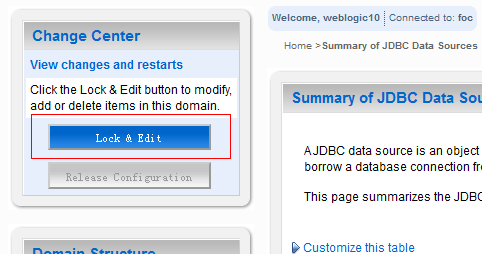 Change Center
View changes and restarts
Click the Lock & Edit button to modify,
add or delete items in this domain.
Lock & Edit
Release Configuration
Domain Structure
Welcome, weblogic10 Connected to: foc
Home >Summary of JDBC Data Sources
Summary of JDBC Data Sou
A JDBC data source is an object
borrow a database connection fr
This page summarizes the JDBC
Customize this table